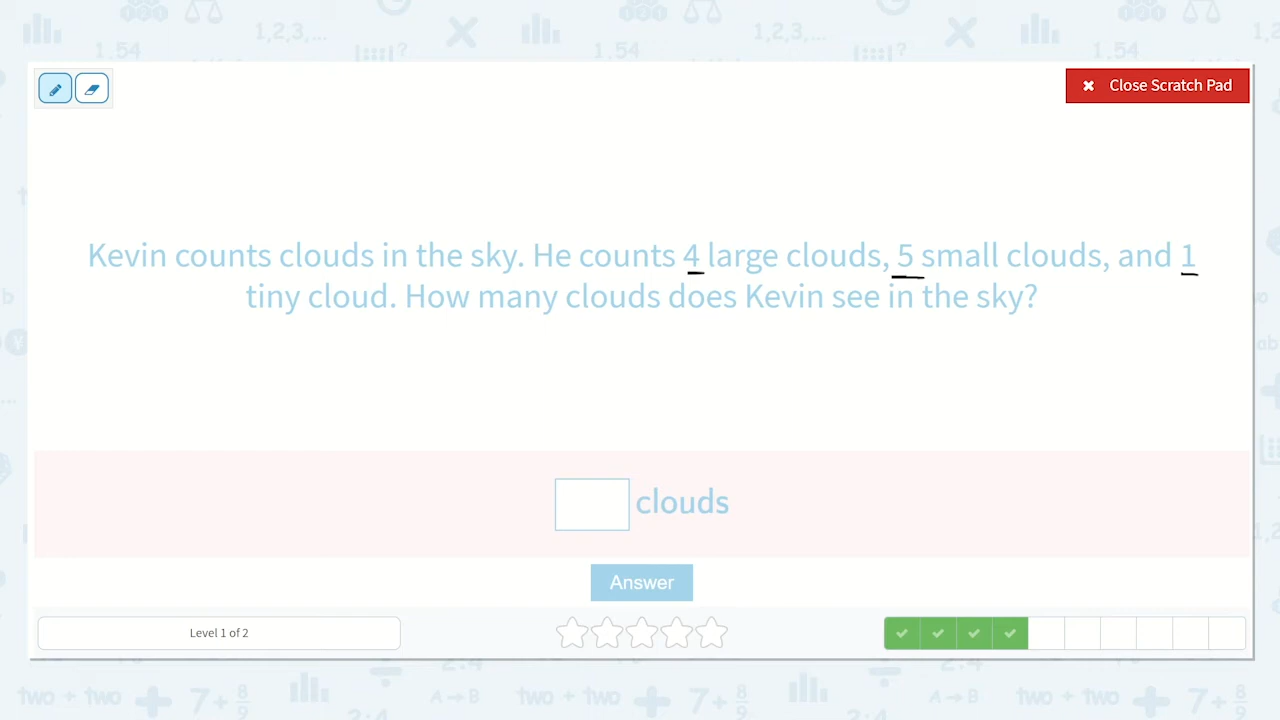 Close Scratch Pad
Kevin counts clouds in the sky. He counts 4 large clouds, 5 small clouds, and 1
tiny cloud. How many clouds does Kevin see in the sky?
clouds
Answer
Level 1 of 2